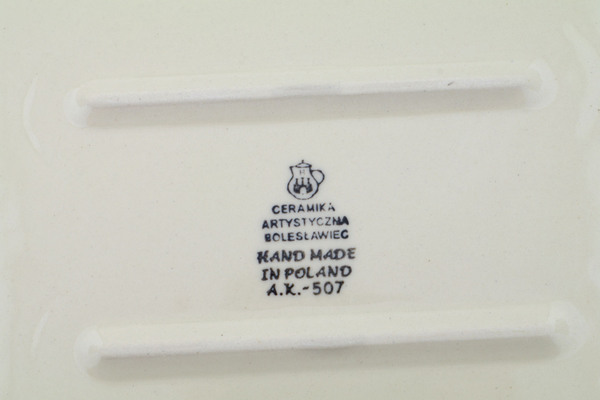 CERAMIKA
ARTYSTYCZNA
BOLESŁAWIEC
HAND MADE
IN POLAND
A.K.-507